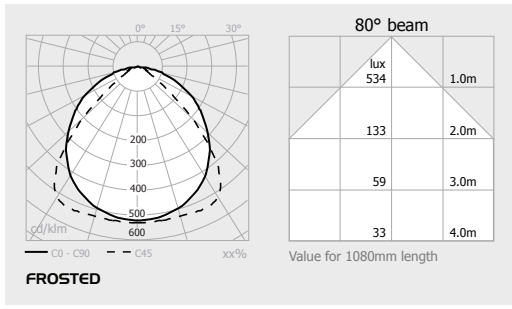 0° 15° 30°
200
300
400
500
600
cd/klm
C0 - C90 C45 xx%
FROSTED
80° beam
lux
534 1.0m
133 2.0m
59 3.0m
33 4.0m
Value for 1080mm length